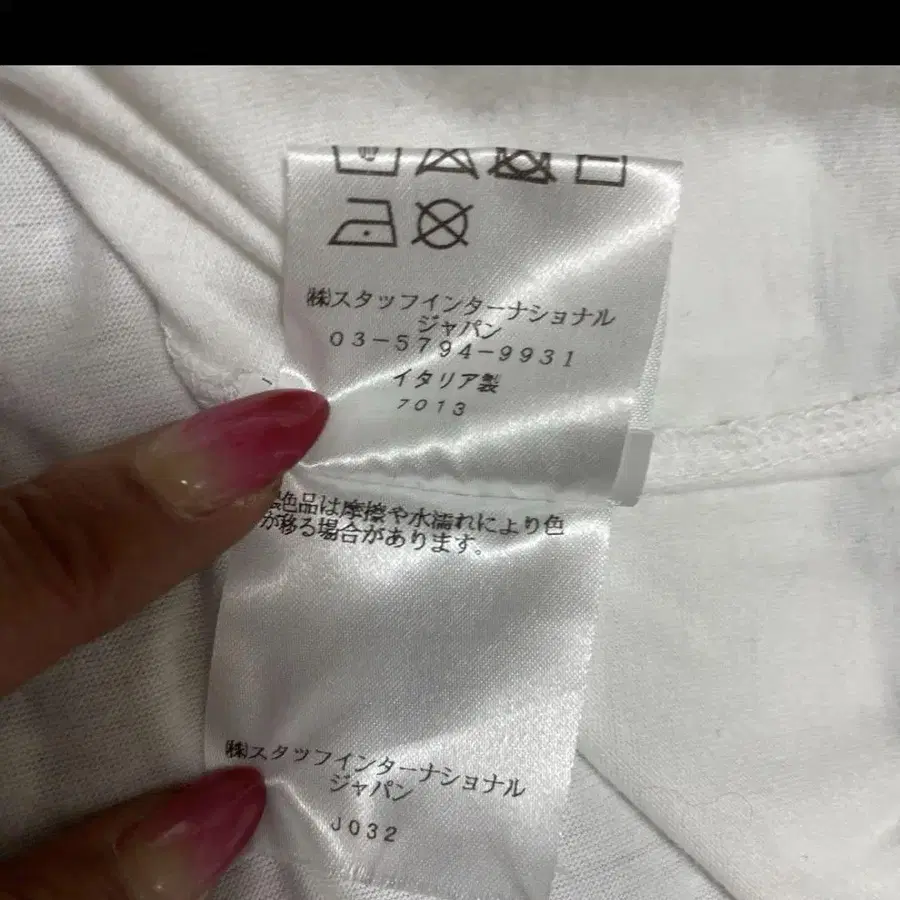 ㈱スタッフインターナショナル
ジャパン
03-5794-9931
イタリア製
7013
色品は摩擦や水濡れにより色
が移る場合があります。
㈱スタッフインターナショナル
ジャパン
J032